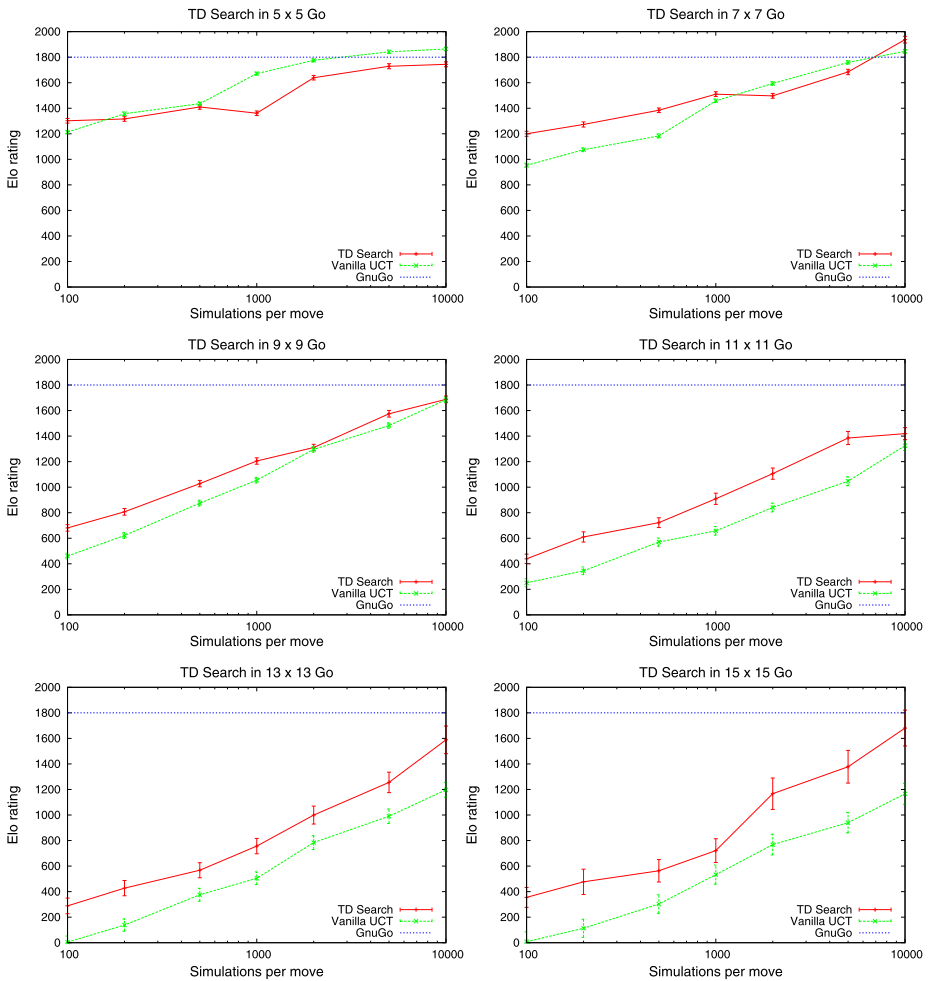 TD Search in 5 x 5 Go
2000
1800
1600
1400
1200
1000
800
600
400
200
0
Elo rating
TD Search
Vanilla UCT
GnuGo
100 1000 10000
Simulations per move
TD Search in 7 x 7 Go
2000
1800
1600
1400
1200
1000
800
600
400
200
0
Elo rating
TD Search
Vanilla UCT
GnuGo
100 1000 10000
Simulations per move
TD Search in 9 x 9 Go
2000
1800
1600
1400
1200
1000
800
600
400
200
0
Elo rating
TD Search
Vanilla UCT
GnuGo
100 1000 10000
Simulations per move
TD Search in 11 x 11 Go
2000
1800
1600
1400
1200
1000
800
600
400
200
0
Elo rating
TD Search
Vanilla UCT
GnuGo
100 1000 10000
Simulations per move
TD Search in 13 x 13 Go
2000
1800
1600
1400
1200
1000
800
600
400
200
0
Elo rating
TD Search
Vanilla UCT
GnuGo
100 1000 10000
Simulations per move
TD Search in 15 x 15 Go
2000
1800
1600
1400
1200
1000
800
600
400
200
0
Elo rating
TD Search
Vanilla UCT
GnuGo
100 1000 10000
Simulations per move